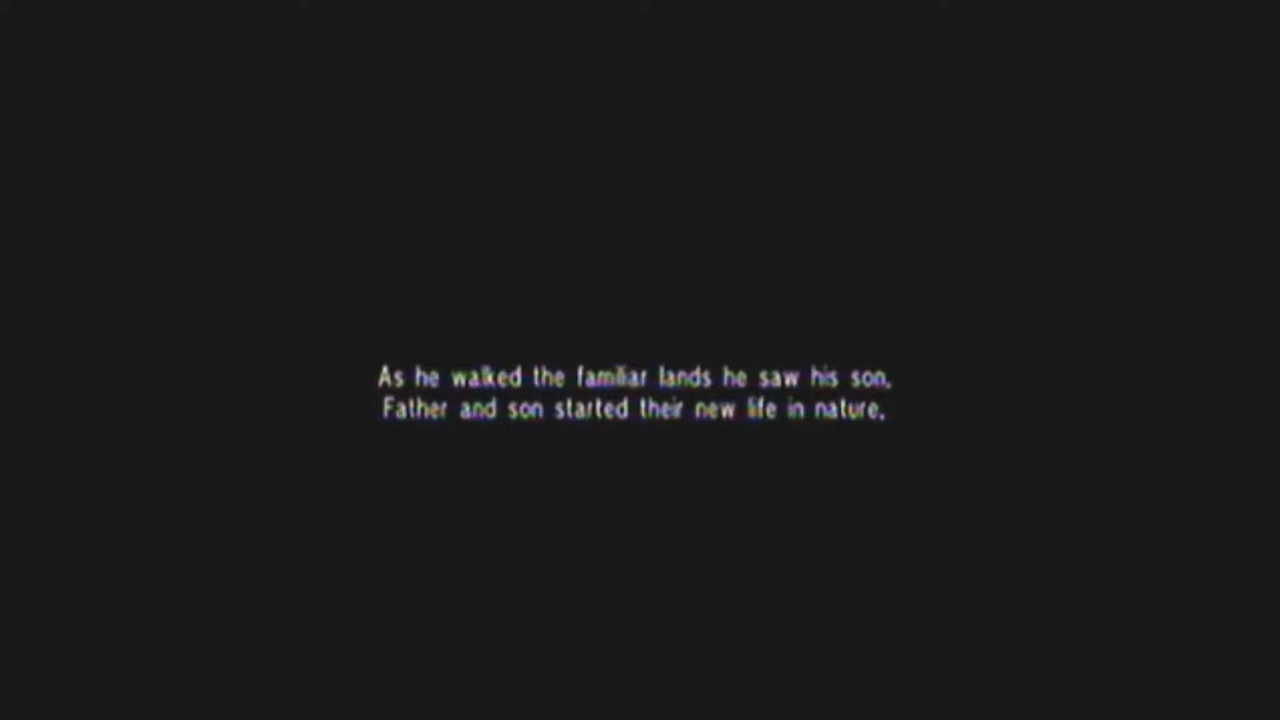 As he walked the familiar lands he saw his son.
Father and son started their new life in nature.